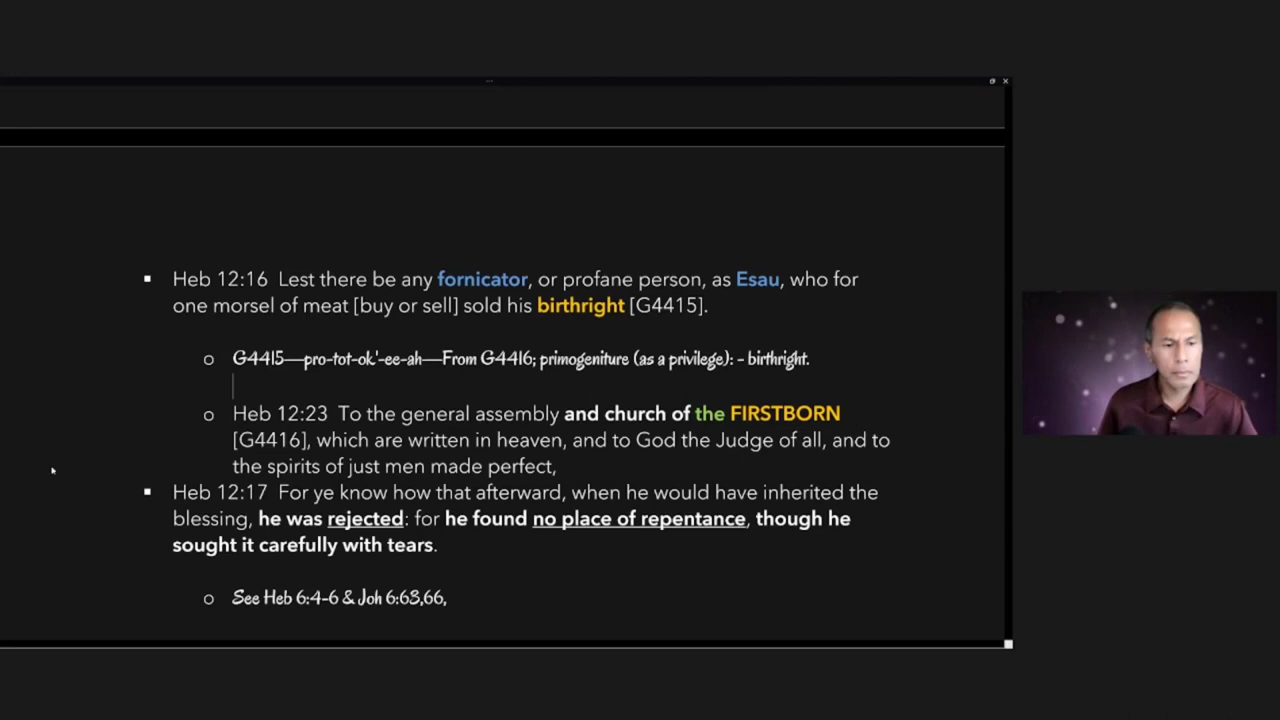 Heb 12:16 Lest there be any fornicator, or profane person, as Esau, who for
one morsel of meat [buy or sell] sold his birthright [G4415].
G4415—pro-tot-ok'-ee-ah—From G4416; primogeniture (as a privilege): - birthright.
Heb 12:23 To the general assembly and church of the FIRSTBORN
[G4416], which are written in heaven, and to God the Judge of all, and to
the spirits of just men made perfect,
Heb 12:17 For ye know how that afterward, when he would have inherited the
blessing, he was rejected: for he found no place of repentance, though he
sought it carefully with tears.
See Heb 6:4-6 & Joh 6:63,66,